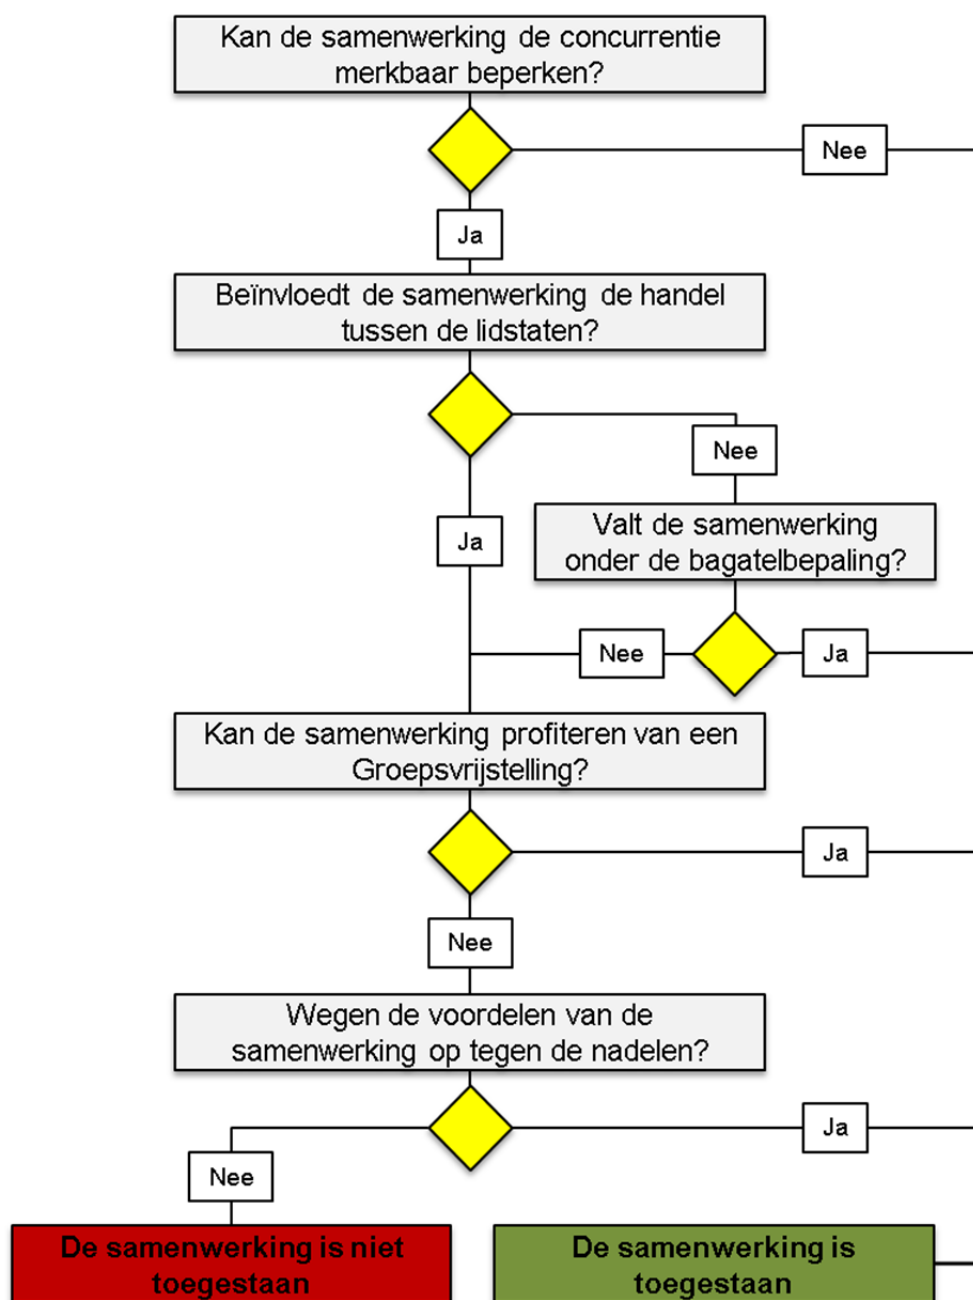 Kan de samenwerking de concurrentie
merkbaar beperken?
Nee
Ja
Beïnvloedt de samenwerking de handel
tussen de lidstaten?
Nee
Ja
Valt de samenwerking
onder de bagatelbepaling?
Nee
Ja
Kan de samenwerking profiteren van een
Groepsvrijstelling?
Ja
Nee
Wegen de voordelen van de
samenwerking op tegen de nadelen?
Ja
Nee
De samenwerking is niet
toegestaan
De samenwerking is
toegestaan